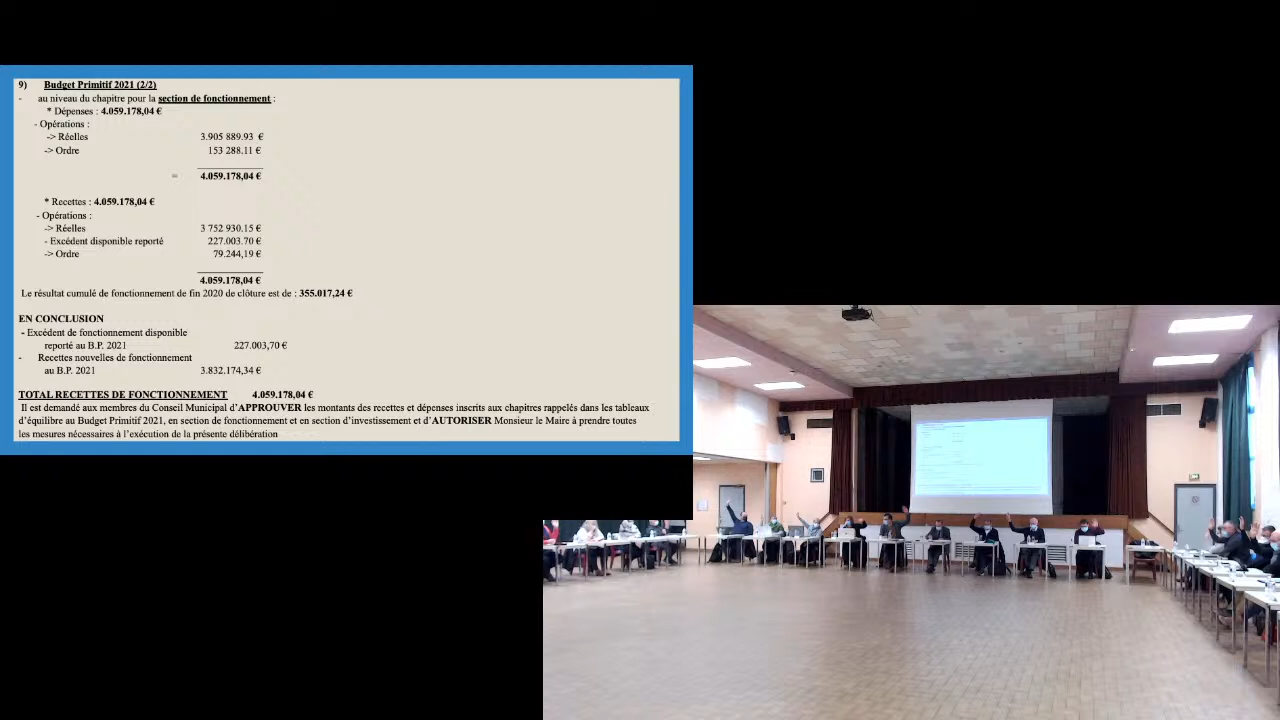 9) Budget Primitif 2021 (2/2)
- au niveau du chapitre pour la section de fonctionnement :
* Dépenses : 4.059.178,04 €
- Opérations :
-> Réelles 3.905 889.93 €
-> Ordre 153 288.11 €
= 4.059.178,04 €
* Recettes : 4.059.178,04 €
- Opérations :
-> Réelles 3 752 930.15 €
- Excédent disponible reporté 227.003.70 €
-> Ordre 79.244,19 €
4.059.178,04 €
Le résultat cumulé de fonctionnement de fin 2020 de clôture est de : 355.017,24 €
EN CONCLUSION
- Excédent de fonctionnement disponible
reporté au B.P. 2021 227.003,70 €
- Recettes nouvelles de fonctionnement
au B.P. 2021 3.832.174,34 €
TOTAL RECETTES DE FONCTIONNEMENT 4.059.178,04 €
Il est demandé aux membres du Conseil Municipal d'APPROUVER les montants des recettes et dépenses inscrits aux chapitres rappelés dans les tableaux
d'équilibre au Budget Primitif 2021, en section de fonctionnement et en section d'investissement et d'AUTORISER Monsieur le Maire à prendre toutes
les mesures nécessaires à l'exécution de la présente délibération